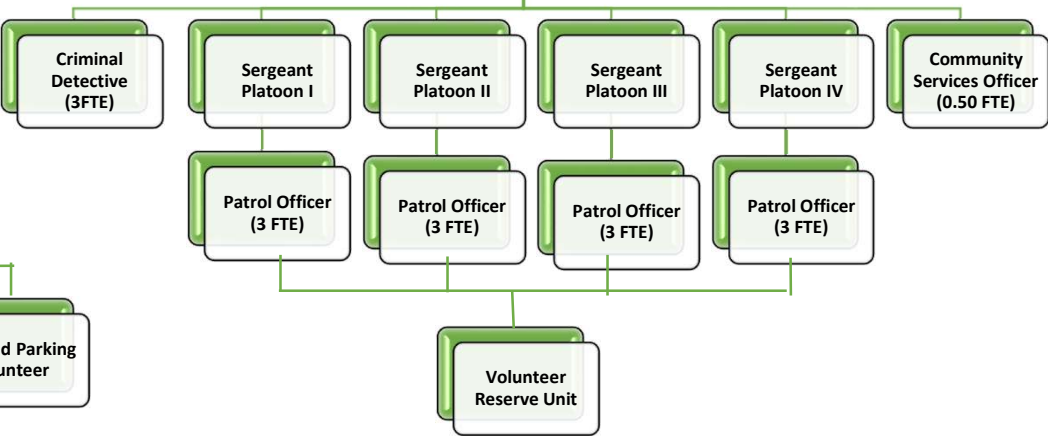 Criminal
Detective
(3FTE)
Sergeant
Platoon I
Sergeant
Platoon II
Sergeant
Platoon III
Sergeant
Platoon IV
Community
Services Officer
(0.50 FTE)
Patrol Officer
(3 FTE)
Patrol Officer
(3 FTE)
Patrol Officer
(3 FTE)
Patrol Officer
(3 FTE)
Parking
Volunteer
Reserve Unit